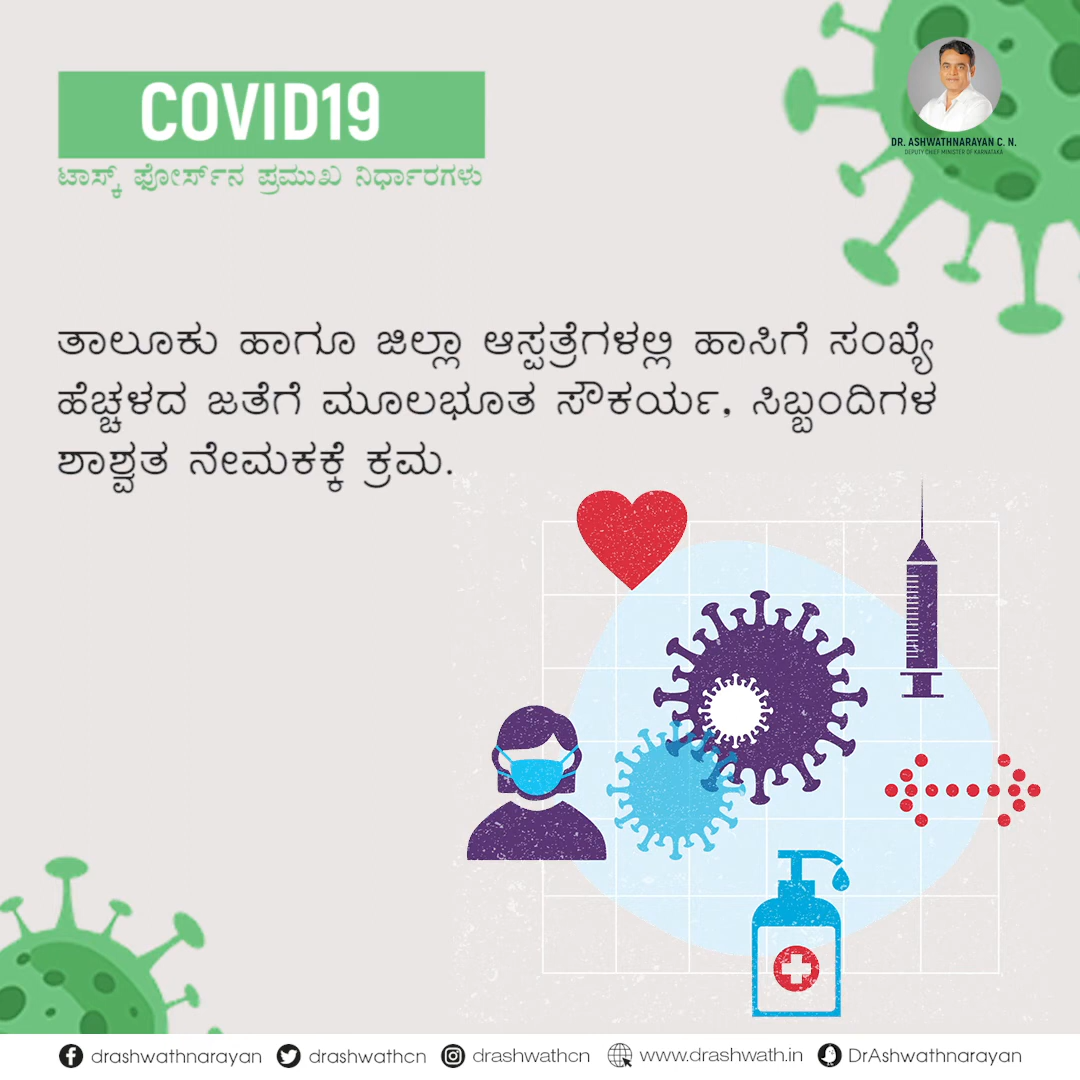 COVID19
ಟಾಸ್ಕ್ ಫೋರ್ಸ್‌ನ ಪ್ರಮುಖ ನಿರ್ಧಾರಗಳು
DR. ASHWATHNARAYAN C. N.
DEPUTY CHIEF MINISTER OF KARNATAKA
ತಾಲೂಕು ಹಾಗೂ ಜಿಲ್ಲಾ ಆಸ್ಪತ್ರೆಗಳಲ್ಲಿ ಹಾಸಿಗೆ ಸಂಖ್ಯೆ
ಹೆಚ್ಚಳದ ಜತೆಗೆ ಮೂಲಭೂತ ಸೌಕರ್ಯ, ಸಿಬ್ಬಂದಿಗಳ
ಶಾಶ್ವತ ನೇಮಕಕ್ಕೆ ಕ್ರಮ.
drashwathnarayan drashwathcn drashwathcn www.drashwath.in DrAshwathnarayan